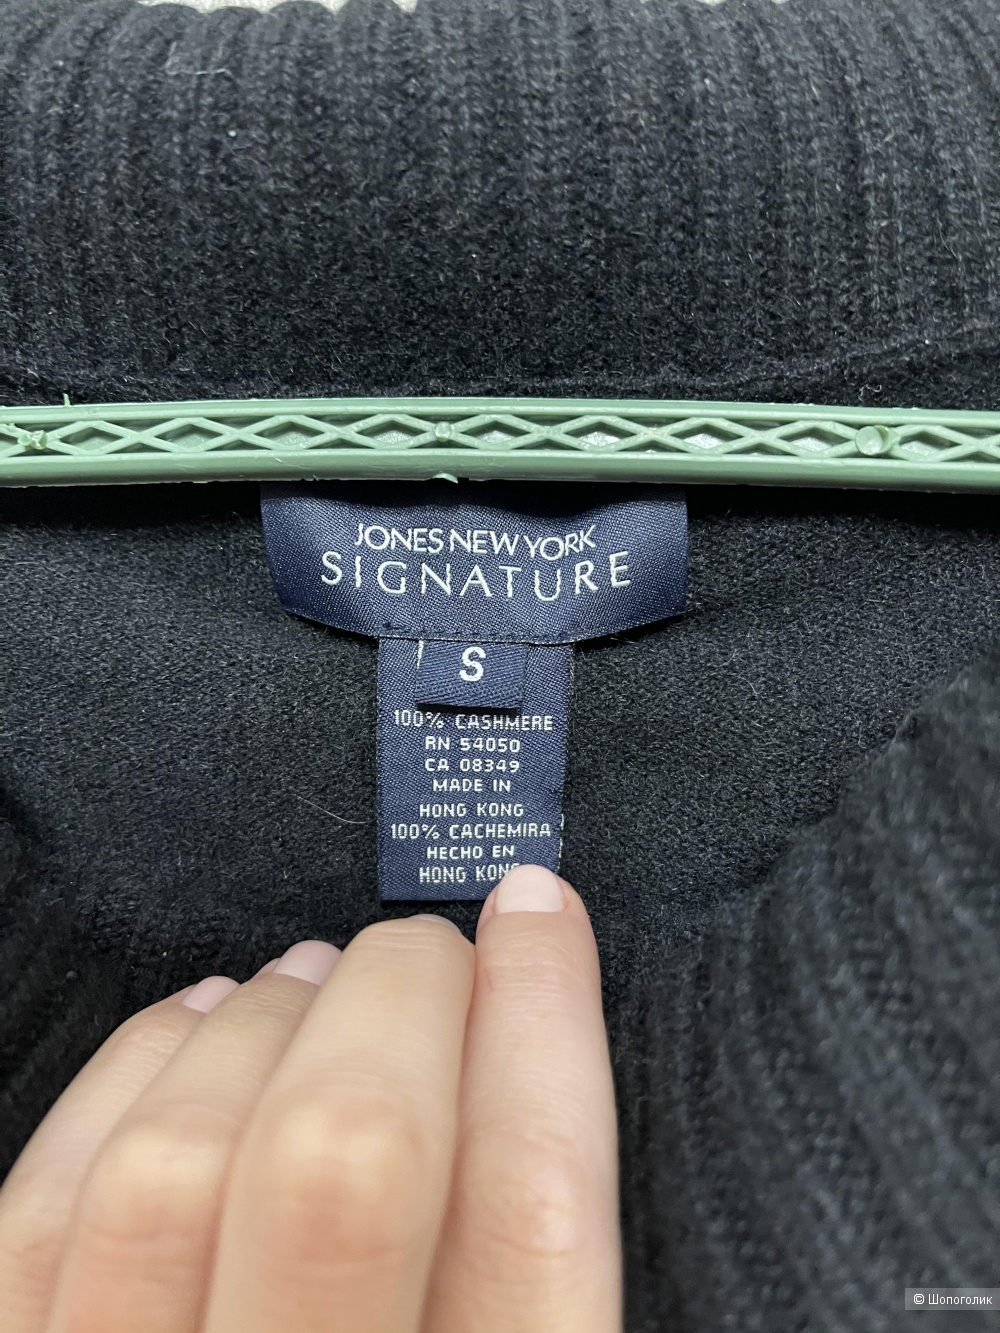 JONES NEW YORK
SIGNATURE
S
100% CASHMERE
RN 54050
CA 08349
MADE IN
HONG KONG
100% CACHEMIRA
HECHO EN
HONG KONG
© Шопоголик